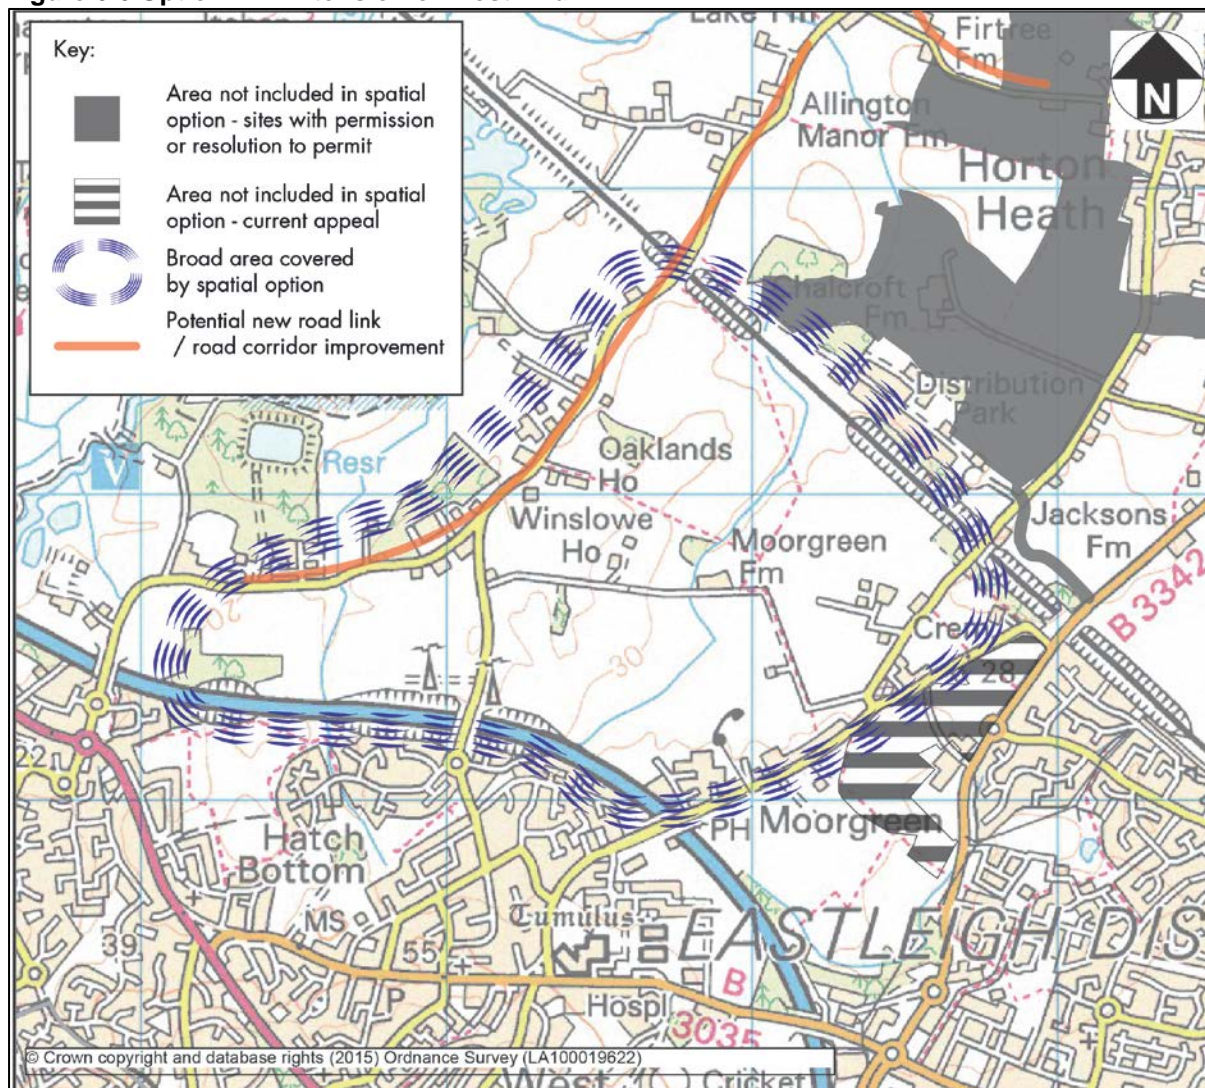 Key:
Area not included in spatial
option - sites with permission
or resolution to permit
Area not included in spatial
option - current appeal
Broad area covered
by spatial option
Potential new road link
/ road corridor improvement
N
Firtree
Fm
Allington
Manor Fm
Horton
Heath
Chalcroft
Fm
Distribution
Park
Oaklands
Ho
Resr
V
Winslowe
Ho
Moorgreen
Fm
Jacksons
Fm
B 3342
Crem
28
20
30
22
PH
Moorgreen
Hatch
Bottom
MS
39
55
Tumulus
EASTLEIGH DIS
P
Hospl
B
3035
© Crown copyright and database rights (2015) Ordnance Survey (LA100019622)
West
Cricket